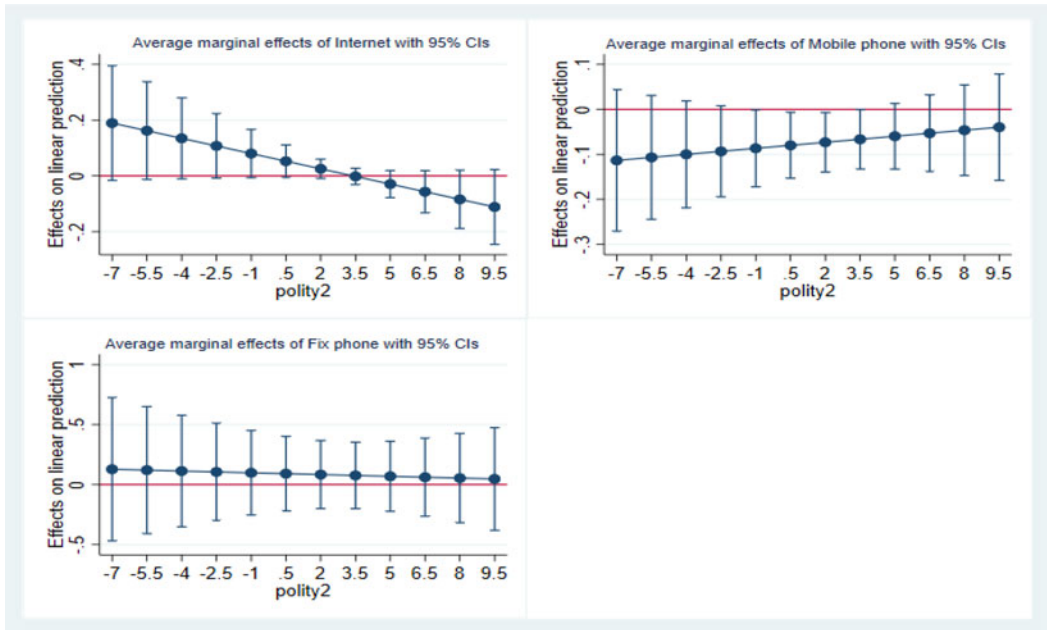 Average marginal effects of Internet with 95% CIs
Effects on linear prediction
.4
.2
0
-.2
-7 -5.5 -4 -2.5 -1 .5 2 3.5 5 6.5 8 9.5
polity2
Average marginal effects of Mobile phone with 95% CIs
Effects on linear prediction
.1
0
-.1
-.2
-.3
-7 -5.5 -4 -2.5 -1 .5 2 3.5 5 6.5 8 9.5
polity2
Average marginal effects of Fix phone with 95% CIs
Effects on linear prediction
1
.5
0
-.5
-7 -5.5 -4 -2.5 -1 .5 2 3.5 5 6.5 8 9.5
polity2